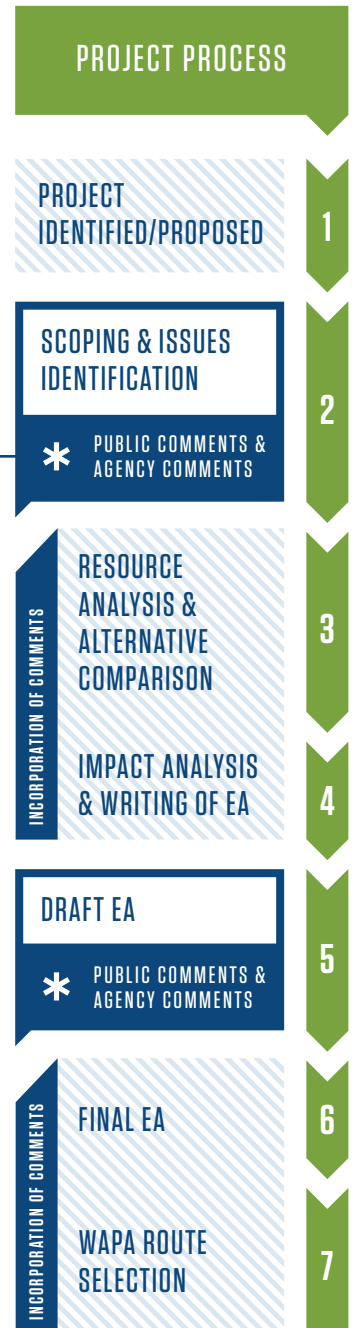 PROJECT PROCESS
PROJECT
IDENTIFIED/PROPOSED
1
SCOPING & ISSUES
IDENTIFICATION
* PUBLIC COMMENTS &
AGENCY COMMENTS
2
INCORPORATION OF COMMENTS
RESOURCE
ANALYSIS &
ALTERNATIVE
COMPARISON
3
IMPACT ANALYSIS
& WRITING OF EA
4
DRAFT EA
* PUBLIC COMMENTS &
AGENCY COMMENTS
5
INCORPORATION OF COMMENTS
FINAL EA
6
WAPA ROUTE
SELECTION
7